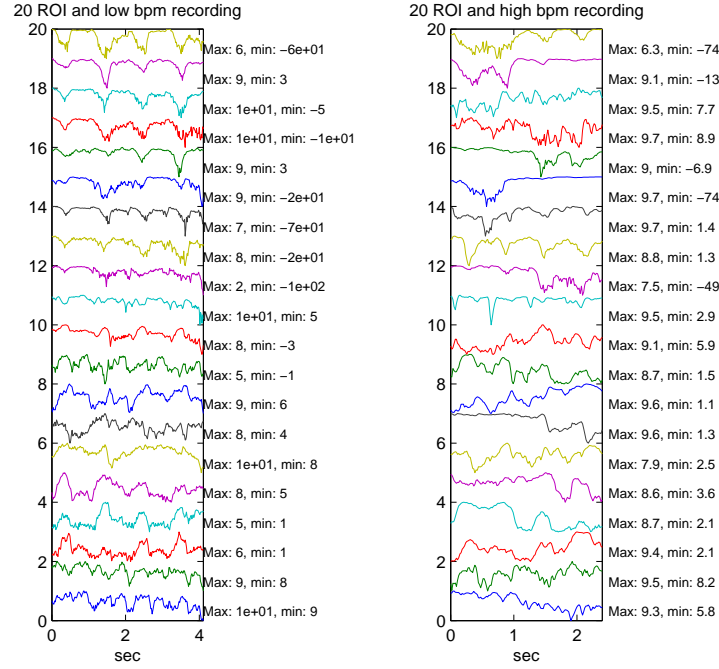 20 ROI and low bpm recording
20
18
16
14
12
10
8
6
4
2
0
Max: 6, min: −6e+01
Max: 9, min: 3
Max: 1e+01, min: −5
Max: 1e+01, min: −1e+01
Max: 9, min: 3
Max: 9, min: −2e+01
Max: 7, min: −7e+01
Max: 8, min: −2e+01
Max: 2, min: −1e+02
Max: 1e+01, min: 5
Max: 8, min: −3
Max: 5, min: −1
Max: 9, min: 6
Max: 8, min: 4
Max: 1e+01, min: 8
Max: 8, min: 5
Max: 5, min: 1
Max: 6, min: 1
Max: 9, min: 8
Max: 1e+01, min: 9
0 2 4
sec
20 ROI and high bpm recording
20
18
16
14
12
10
8
6
4
2
0
Max: 6.3, min: −74
Max: 9.1, min: −13
Max: 9.5, min: 7.7
Max: 9.7, min: 8.9
Max: 9, min: −6.9
Max: 9.7, min: −74
Max: 9.7, min: 1.4
Max: 8.8, min: 1.3
Max: 7.5, min: −49
Max: 9.5, min: 2.9
Max: 9.1, min: 5.9
Max: 8.7, min: 1.5
Max: 9.6, min: 1.1
Max: 9.6, min: 1.3
Max: 7.9, min: 2.5
Max: 8.6, min: 3.6
Max: 8.7, min: 2.1
Max: 9.4, min: 2.1
Max: 9.5, min: 8.2
Max: 9.3, min: 5.8
0 1 2
sec